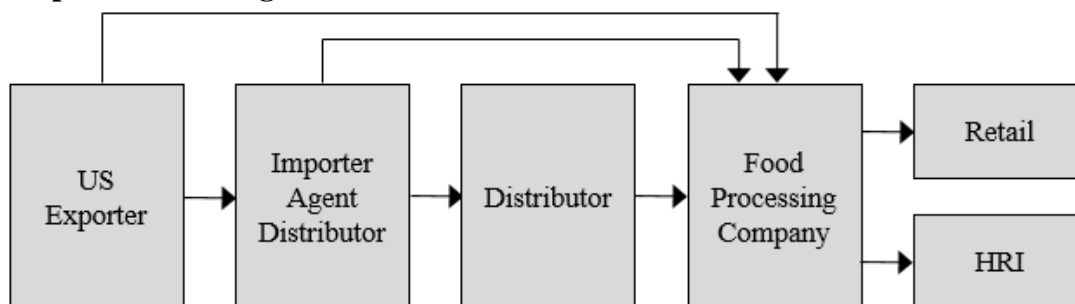 US
Exporter
Importer
Agent
Distributor
Distributor
Food
Processing
Company
Retail
HRI